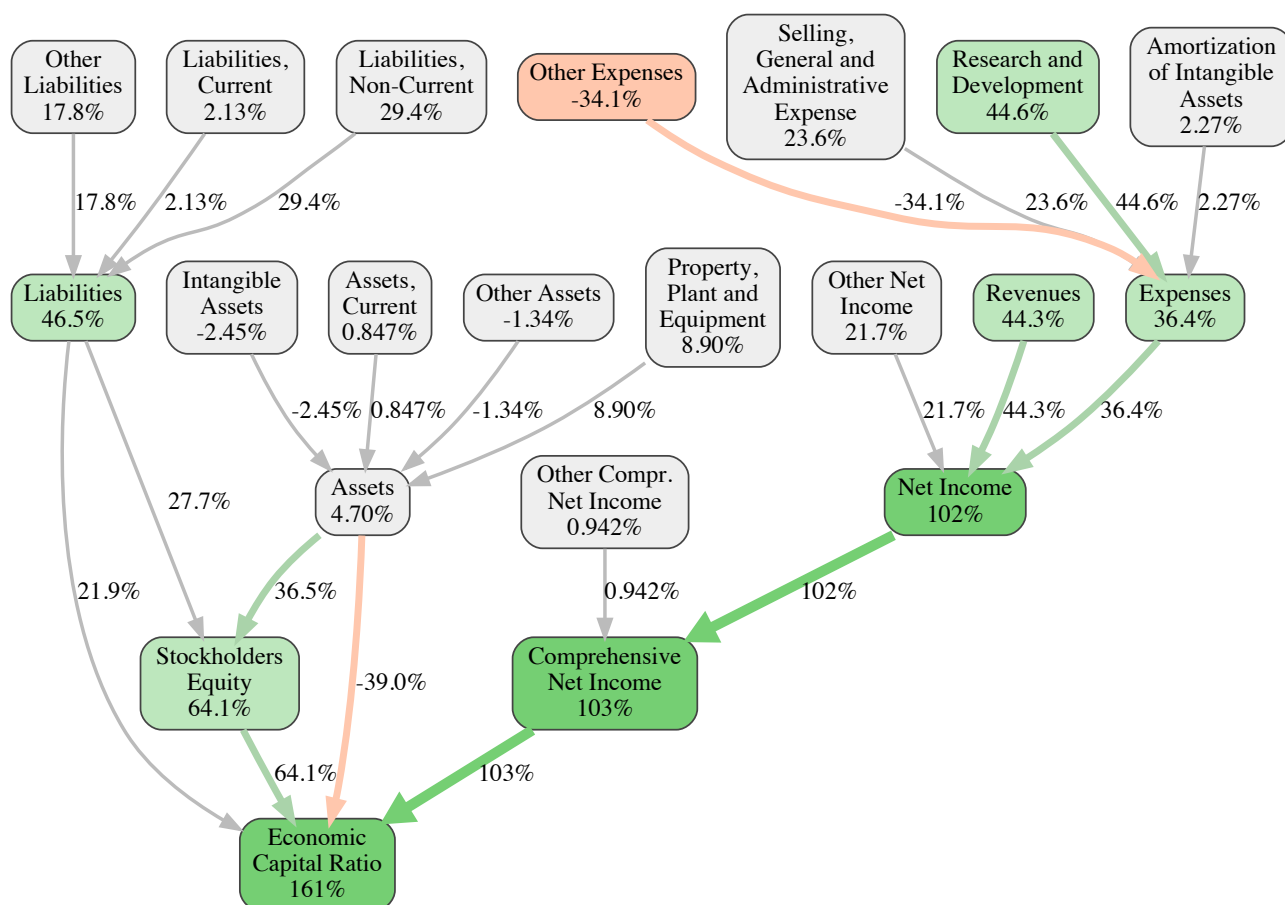 Other
Liabilities
17.8%
Liabilities,
Current
2.13%
Liabilities,
Non-Current
29.4%
Other Expenses
-34.1%
Selling,
General and
Administrative
Expense
23.6%
Research and
Development
44.6%
Amortization
of Intangible
Assets
2.27%
17.8%
2.13%
29.4%
-34.1%
23.6%
44.6%
2.27%
Liabilities
46.5%
Intangible
Assets
-2.45%
Assets,
Current
0.847%
Other Assets
-1.34%
Property,
Plant and
Equipment
8.90%
Other Net
Income
21.7%
Revenues
44.3%
Expenses
36.4%
-2.45%
0.847%
-1.34%
8.90%
21.7%
44.3%
36.4%
Assets
4.70%
Other Compr.
Net Income
0.942%
Net Income
102%
27.7%
21.9%
36.5%
0.942%
102%
Stockholders
Equity
64.1%
-39.0%
Comprehensive
Net Income
103%
64.1%
103%
Economic
Capital Ratio
161%